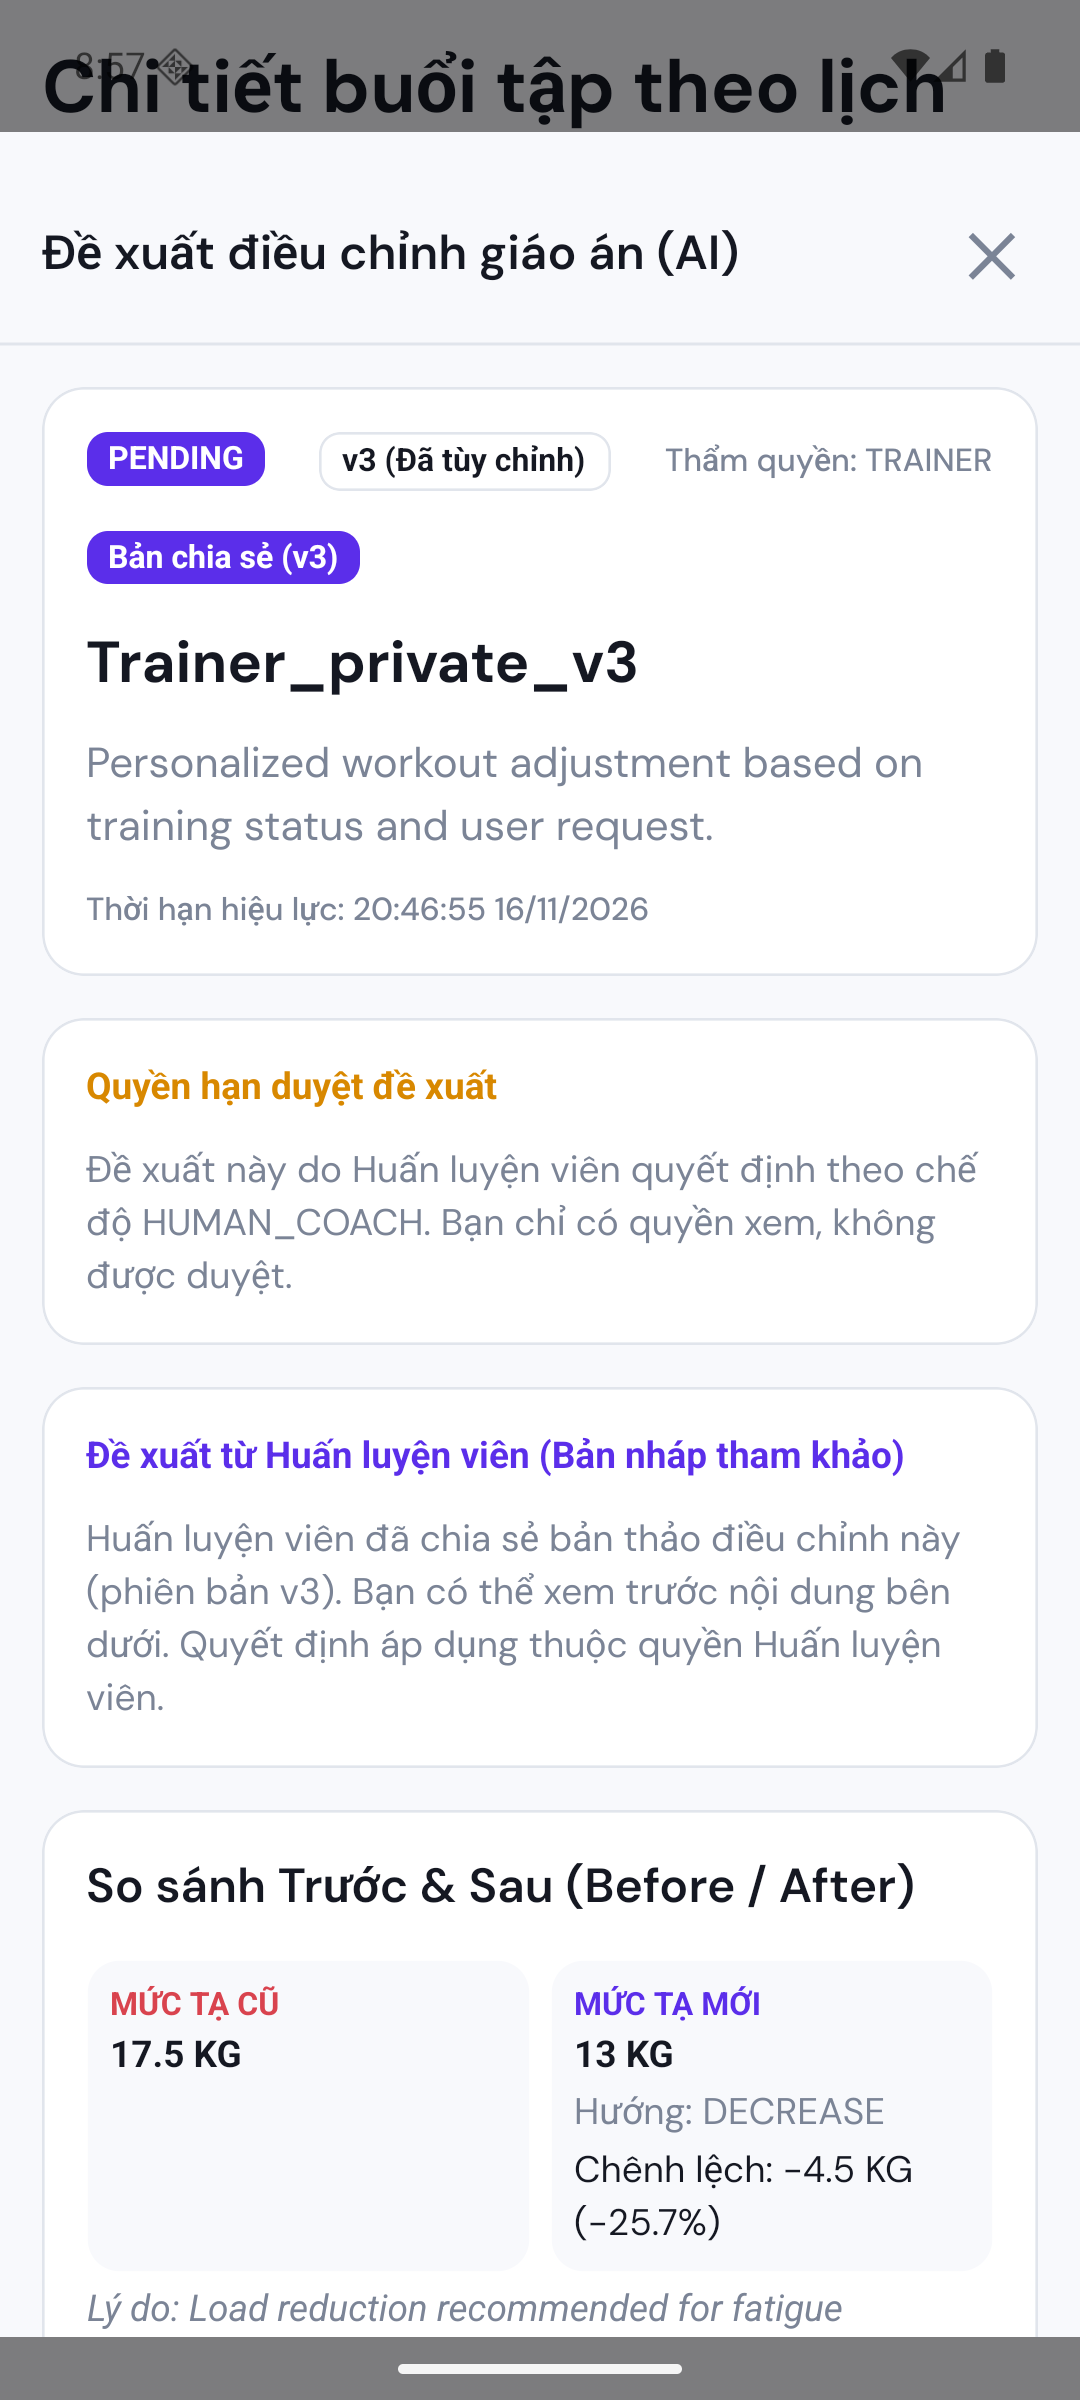 8:57
Chi tiết buổi tập theo lịch
Đề xuất điều chỉnh giáo án (AI)
PENDING
v3 (Đã tùy chỉnh)
Thẩm quyền: TRAINER
Bản chia sẻ (v3)
Trainer_private_v3
Personalized workout adjustment based on
training status and user request.
Thời hạn hiệu lực: 20:46:55 16/11/2026
Quyền hạn duyệt đề xuất
Đề xuất này do Huấn luyện viên quyết định theo chế
độ HUMAN_COACH. Bạn chỉ có quyền xem, không
được duyệt.
Đề xuất từ Huấn luyện viên (Bản nháp tham khảo)
Huấn luyện viên đã chia sẻ bản thảo điều chỉnh này
(phiên bản v3). Bạn có thể xem trước nội dung bên
dưới. Quyết định áp dụng thuộc quyền Huấn luyện
viên.
So sánh Trước & Sau (Before / After)
MỨC TẠ CŨ
17.5 KG
MỨC TẠ MỚI
13 KG
Hướng: DECREASE
Chênh lệch: -4.5 KG
(-25.7%)
Lý do: Load reduction recommended for fatigue